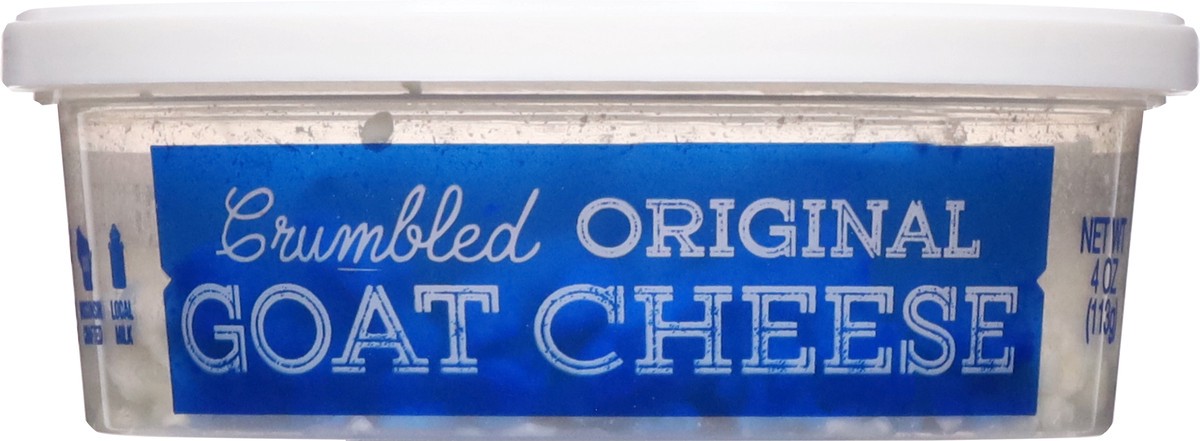 Crumbled ORIGINAL
GOAT CHEESE
LOCAL
MILK
NET WT
4 OZ
(113g)